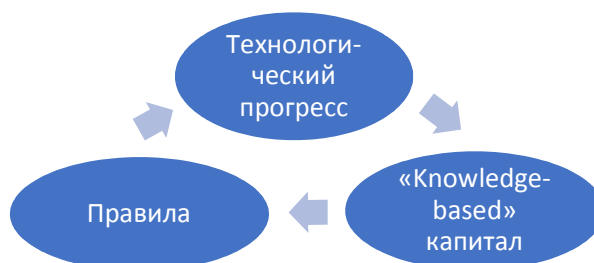 Технологи-
ческий
прогресс
«Knowledge-
based»
капитал
Правила